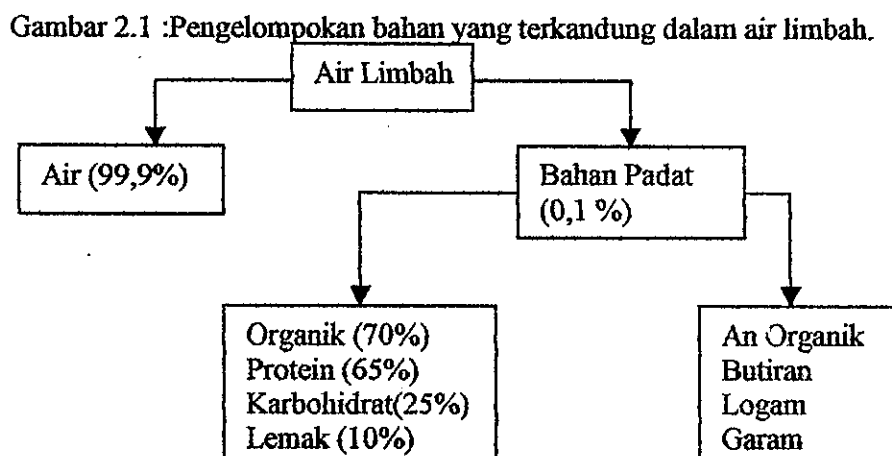 Gambar 2.1 :Pengelompokan bahan yang terkandung dalam air limbah.
Air Limbah
Air (99,9%)
Bahan Padat
(0,1 %)
Organik (70%)
Protein (65%)
Karbohidrat(25%)
Lemak (10%)
An Organik
Butiran
Logam
Garam